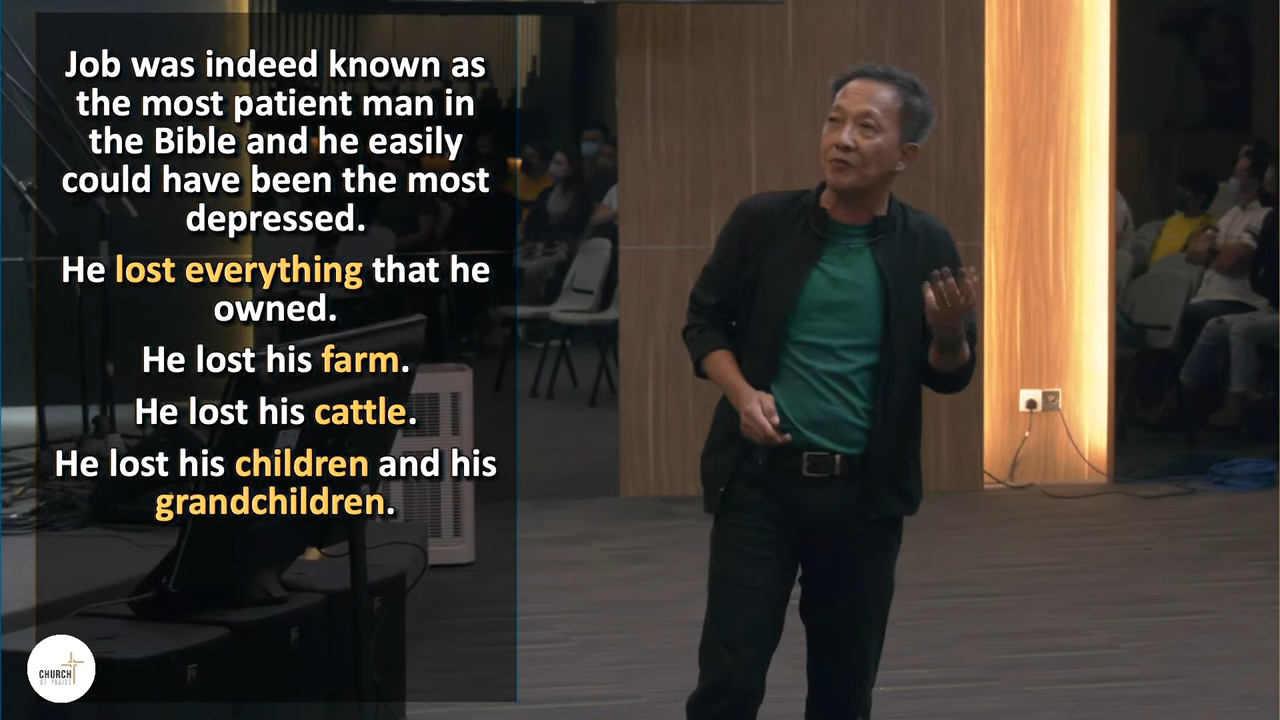 Job was indeed known as
the most patient man in
the Bible and he easily
could have been the most
depressed.
He lost everything that he
owned.
He lost his farm.
He lost his cattle.
He lost his children and his
grandchildren.
CHURCH
OF PRAISE